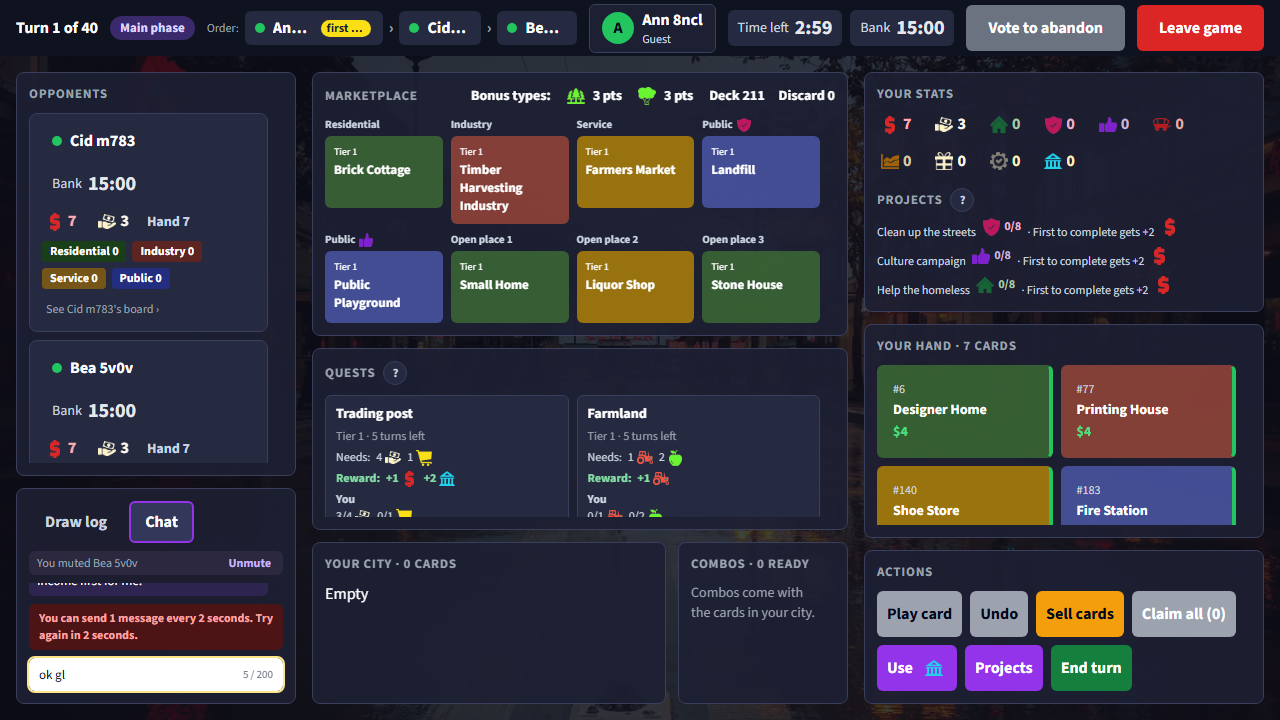 Turn 1 of 40 Main phase Order: An... first ... › Cid... › Be... A Ann 8ncl Guest Time left 2:59 Bank 15:00 Vote to abandon Leave game
OPPONENTS
Cid m783
Bank 15:00
7 3 Hand 7
Residential 0 Industry 0
Service 0 Public 0
See Cid m783's board ›
Bea 5v0v
Bank 15:00
7 3 Hand 7
Draw log Chat
You muted Bea 5v0v Unmute
income first for me.
You can send 1 message every 2 seconds. Try
again in 2 seconds.
ok gl 5 / 200
MARKETPLACE Bonus types: 3 pts 3 pts Deck 211 Discard 0
Residential Industry Service Public
Tier 1 Brick Cottage
Tier 1 Timber Harvesting Industry
Tier 1 Farmers Market
Tier 1 Landfill
Public Open place 1 Open place 2 Open place 3
Tier 1 Public Playground
Tier 1 Small Home
Tier 1 Liquor Shop
Tier 1 Stone House
QUESTS ?
Trading post
Tier 1 · 5 turns left
Needs: 4 1
Reward: +1 +2
You
3/4 0/1
Farmland
Tier 1 · 5 turns left
Needs: 1 2
Reward: +1
You
0/1 0/2
YOUR CITY · 0 CARDS
Empty
COMBOS · 0 READY
Combos come with
the cards in your city.
YOUR STATS
$ 7 3 0 0 0 0
0 0 0 0
PROJECTS ?
Clean up the streets 0/8 · First to complete gets +2
Culture campaign 0/8 · First to complete gets +2
Help the homeless 0/8 · First to complete gets +2
YOUR HAND · 7 CARDS
#6
Designer Home
$4
#77
Printing House
$4
#140
Shoe Store
#183
Fire Station
ACTIONS
Play card Undo Sell cards Claim all (0)
Use Projects End turn